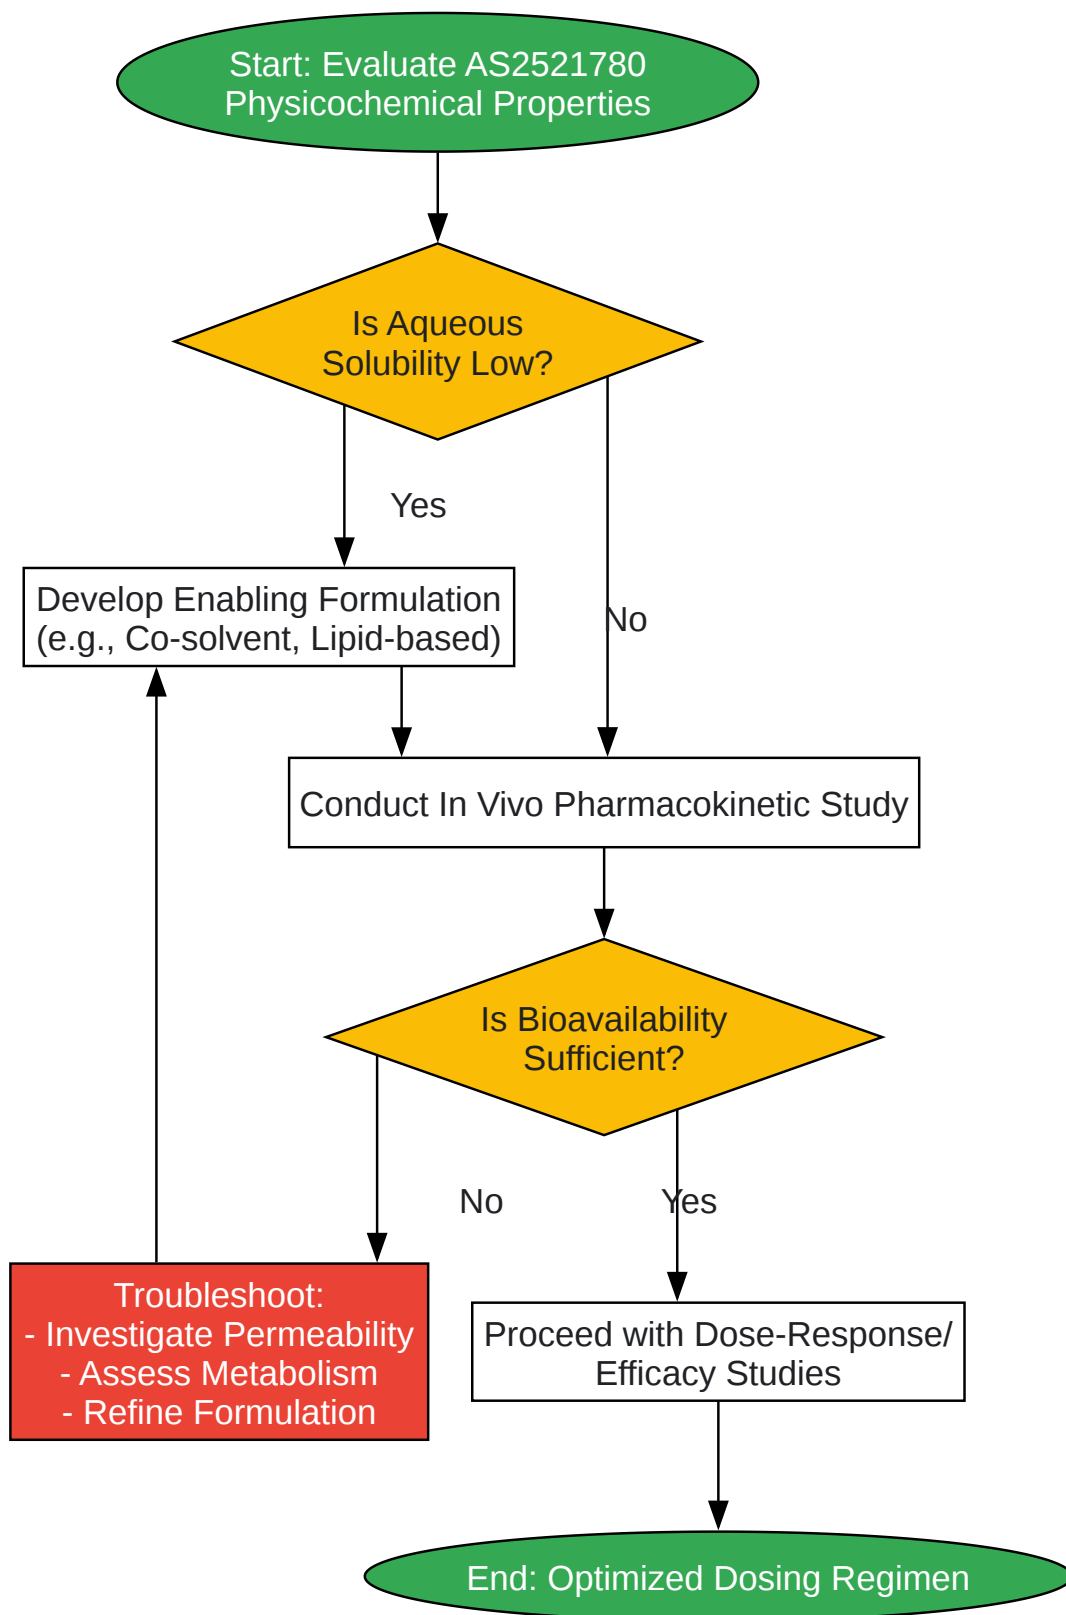 Start: Evaluate AS2521780
Physicochemical Properties
Is Aqueous
Solubility Low?
Yes
Develop Enabling Formulation
(e.g., Co-solvent, Lipid-based)
No
Conduct In Vivo Pharmacokinetic Study
Is Bioavailability
Sufficient?
No
Yes
Troubleshoot:
- Investigate Permeability
- Assess Metabolism
- Refine Formulation
Proceed with Dose-Response/
Efficacy Studies
End: Optimized Dosing Regimen